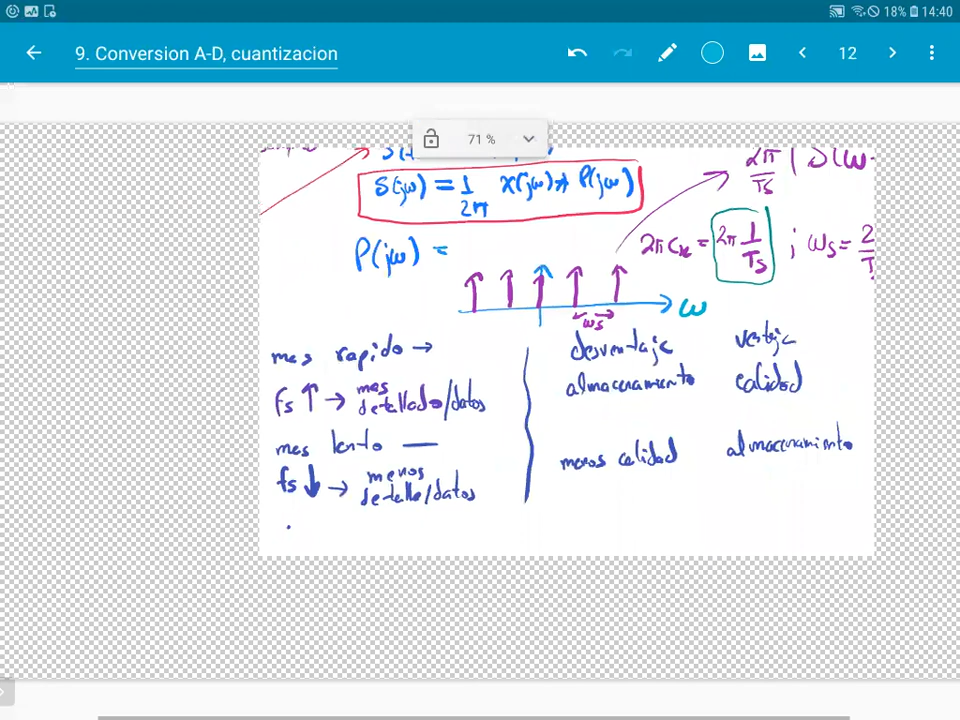 18% 14:40
9. Conversion A-D, cuantizacion
12
71 %
S(jω) = 1/2π X(jω) * P(jω)
2π/Ts | S(ω-
P(jω) =
2πCk = 2π 1/Ts ; ωs = 2
ωs
ω
mas rapido → desventaja ventaja
fs ↑ → mas detallado/datos almacenamiento calidad
mas lento —
fs ↓ → menos detalle/datos menos calidad almacenamiento